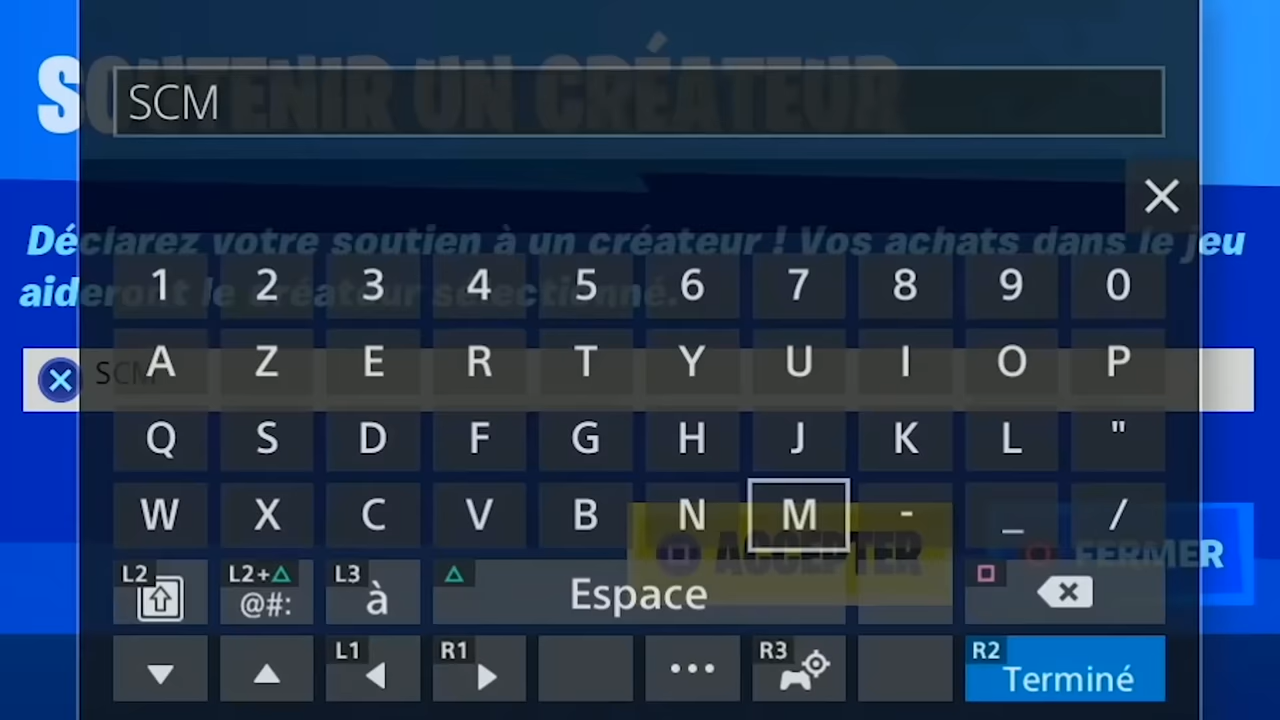 SOUTENIR UN CRÉATEUR
SCM
Déclarez votre soutien à un créateur ! Vos achats dans le jeu
aideront le créateur sélectionné.
1 2 3 4 5 6 7 8 9 0
SCM
A Z E R T Y U I O P
Q S D F G H J K L "
W X C V B N M - _ /
ACCEPTER FERMER
L2 L2+△ @#: L3 à △ Espace
L1 R1 ... R3 R2 Terminé